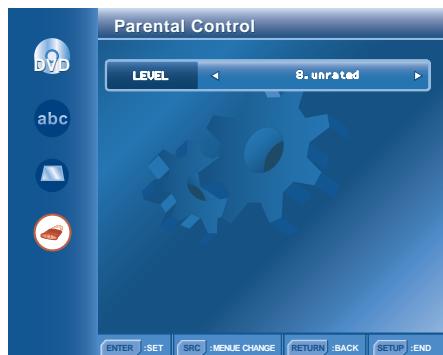 Parental Control
DVD
LEVEL 8.unrated
abc
ENTER :SET SRC :MENUE CHANGE RETURN :BACK SETUP :END